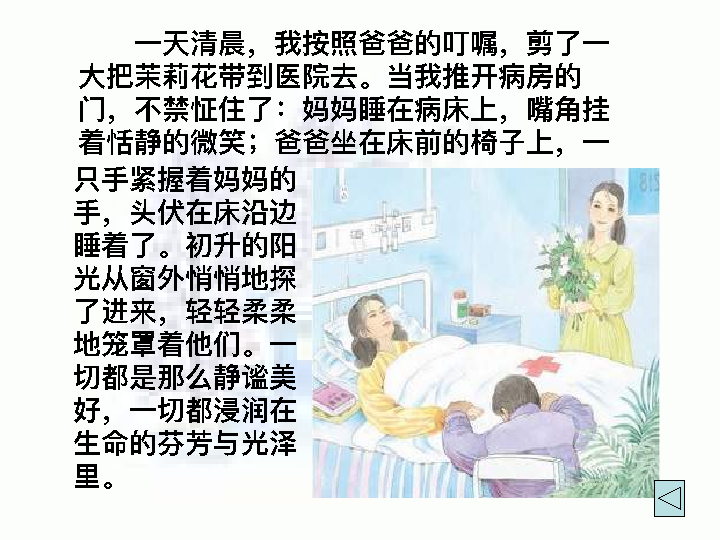 一天清晨，我按照爸爸的叮嘱，剪了一
大把茉莉花带到医院去。当我推开病房的
门，不禁怔住了：妈妈睡在病床上，嘴角挂
着恬静的微笑；爸爸坐在床前的椅子上，一
只手紧握着妈妈的
手，头伏在床沿边
睡着了。初升的阳
光从窗外悄悄地探
了进来，轻轻柔柔
地笼罩着他们。一
切都是那么静谧美
好，一切都浸润在
生命的芬芳与光泽
里。